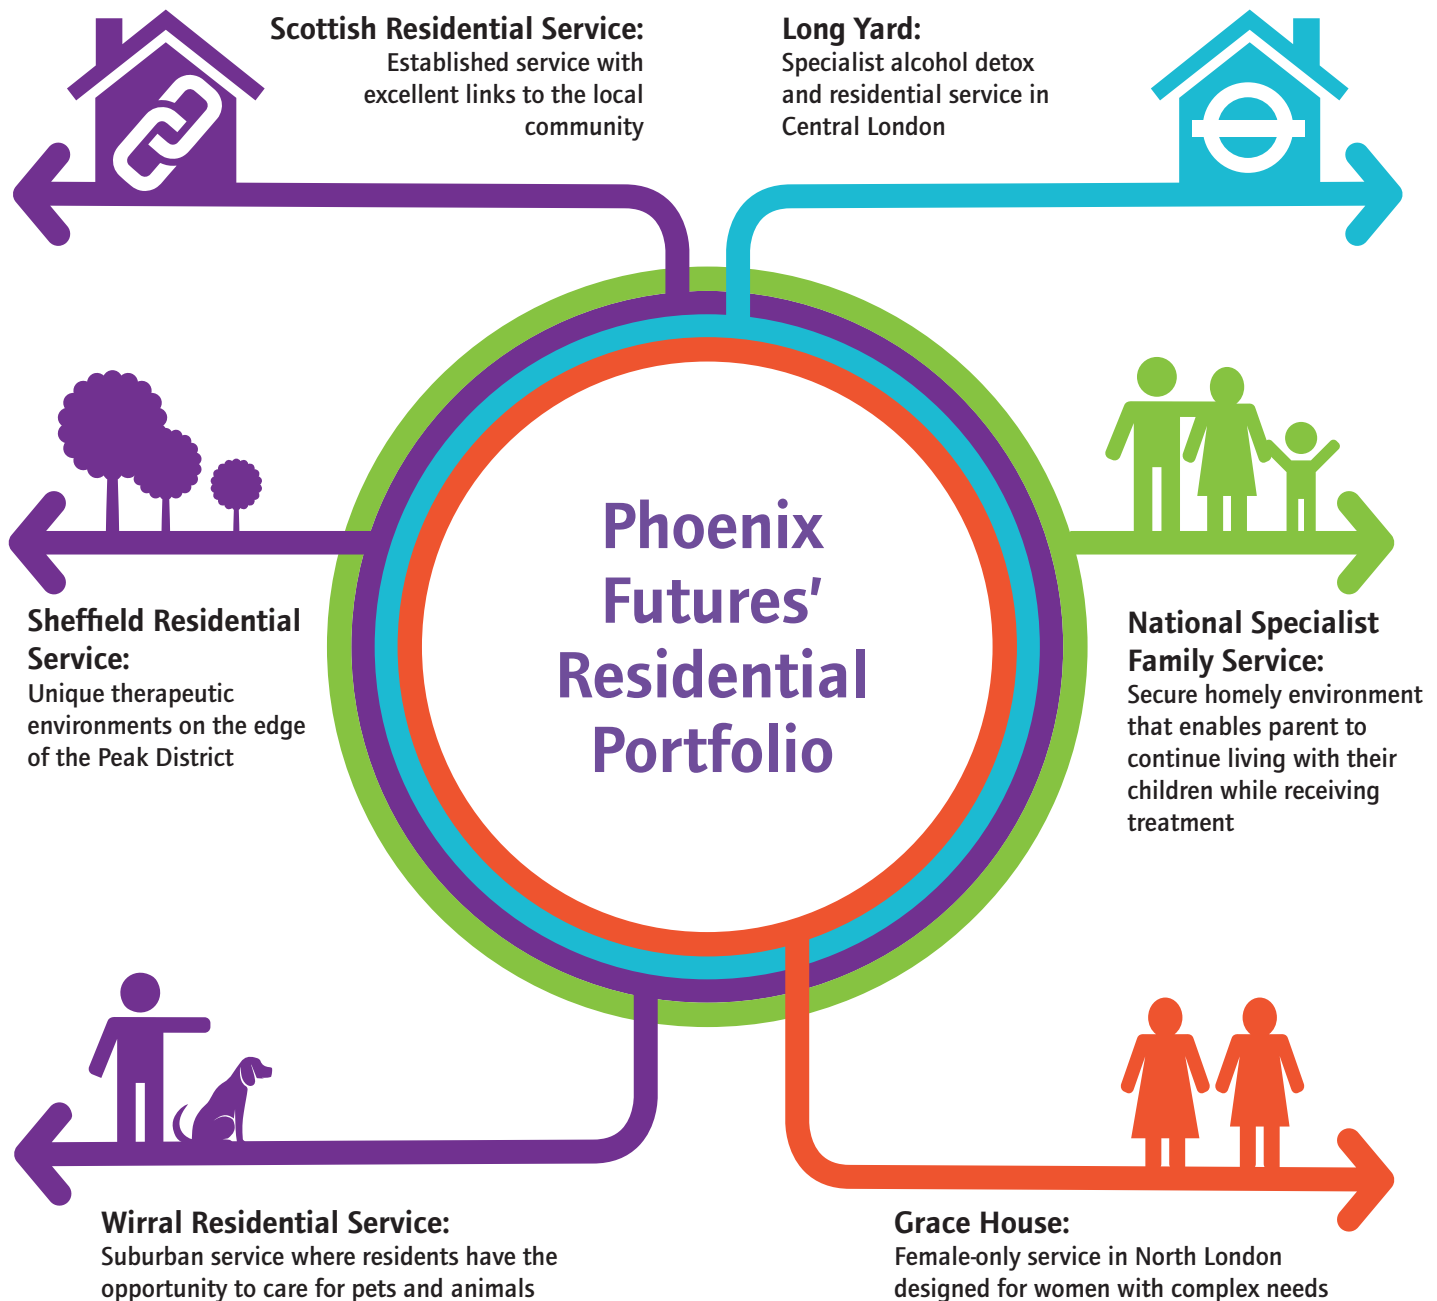 Scottish Residential Service:
Established service with
excellent links to the local
community
Long Yard:
Specialist alcohol detox
and residential service in
Central London
Phoenix
Futures’
Residential
Portfolio
Sheffield Residential
Service:
Unique therapeutic
environments on the edge
of the Peak District
National Specialist
Family Service:
Secure homely environment
that enables parent to
continue living with their
children while receiving
treatment
Wirral Residential Service:
Suburban service where residents have the
opportunity to care for pets and animals
Grace House:
Female-only service in North London
designed for women with complex needs